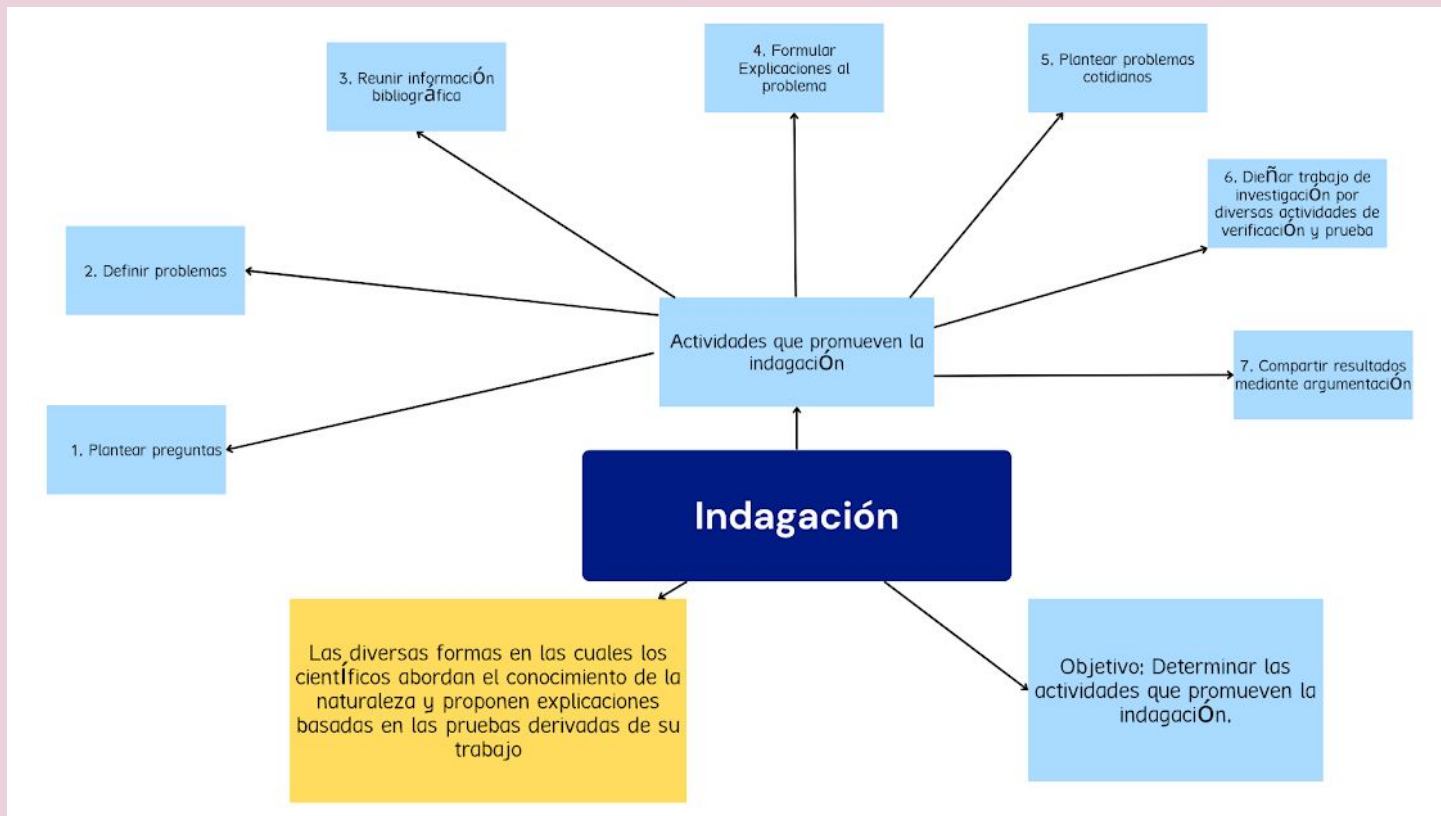 4. Formular
Explicaciones al
problema
5. Plantear problemas
cotidianos
3. Reunir informaciÓn
bibliográfica
6. Dieñar trabajo de
investigaciÓn por
diversas actividades de
verificaciÓn y prueba
2. Definir problemas
Actividades que promueven la
indagaciÓn
7. Compartir resultados
mediante argumentaciÓn
1. Plantear preguntas
Indagación
Las diversas formas en las cuales los
científicos abordan el conocimiento de la
naturaleza y proponen explicaciones
basadas en las pruebas derivadas de su
trabajo
Objetivo: Determinar las
actividades que promueven la
indagaciÓn.